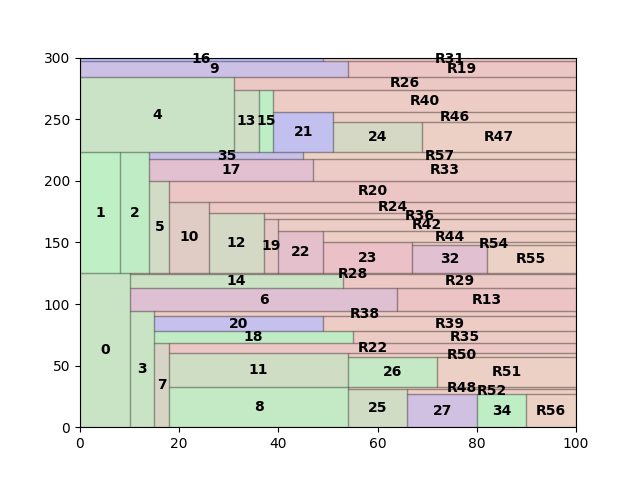 300 16 R31
9 R19
R26
4 R40
250 13 15 21 R46
24 R47
35 R57
17 R33
200 R20
1 2 5 R24
10 R36
12 19 22 R42
150 23 R44
32 R54
R55
R28
14 R29
100 6 R13
R38
0 3 20 R39
18 R35
7 R22
50 11 R50
26 R51
8 R48 R52
25 27 34 R56
0
0 20 40 60 80 100